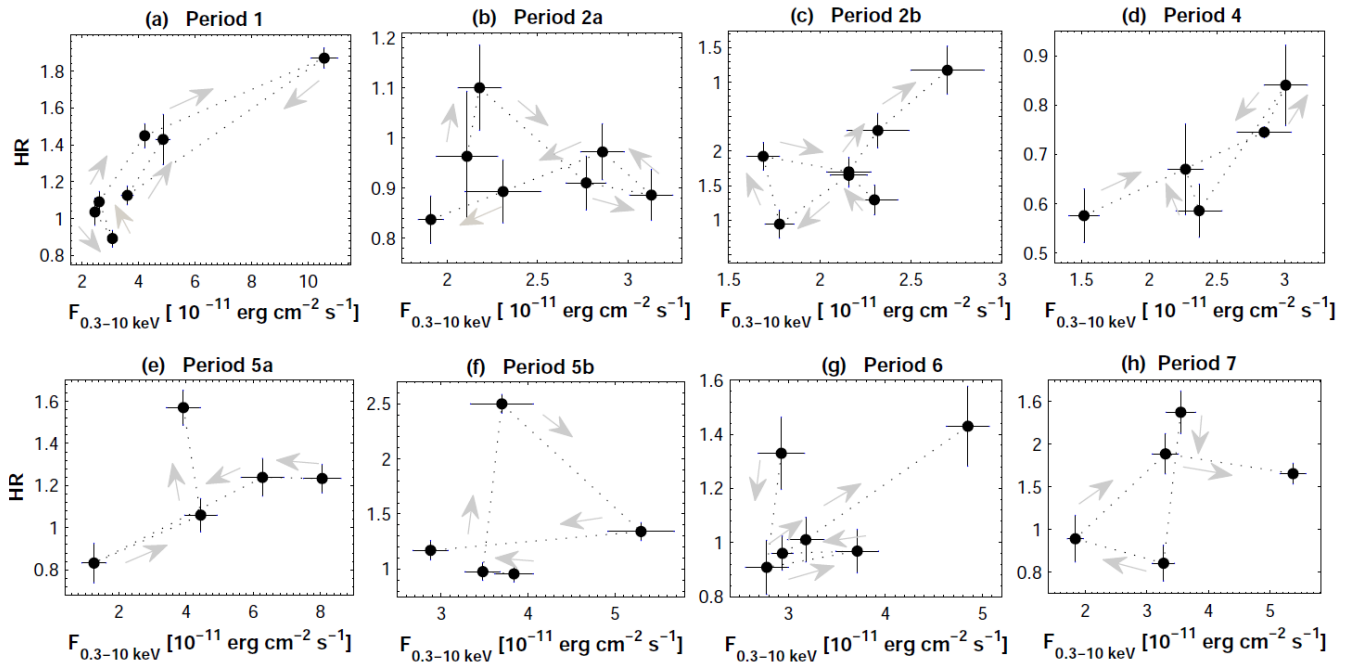 (a) Period 1
(b) Period 2a
(c) Period 2b
(d) Period 4
HR
1.8
1.6
1.4
1.2
1
0.8
2 4 6 8 10
1.2
1.1
1
0.9
0.8
2 2.5 3
1.5
1
2
1.5
1
1.5 2 2.5 3
0.9
0.8
0.7
0.6
0.5
1.5 2 2.5 3
F0.3−10 keV [ 10−11 erg cm−2 s−1]
F0.3−10 keV [ 10−11 erg cm−2 s−1]
F0.3−10 keV [ 10−11 erg cm−2 s−1]
F0.3−10 keV [ 10−11 erg cm−2 s−1]
(e) Period 5a
(f) Period 5b
(g) Period 6
(h) Period 7
HR
1.6
1.4
1.2
1
0.8
2 4 6 8
2.5
2
1.5
1
3 4 5
1.6
1.4
1.2
1
0.8
3 4 5
1.6
2
1
0.8
2 3 4 5
F0.3−10 keV [10−11 erg cm−2 s−1]
F0.3−10 keV [10−11 erg cm−2 s−1]
F0.3−10 keV [10−11 erg cm−2 s−1]
F0.3−10 keV [10−11 erg cm−2 s−1]